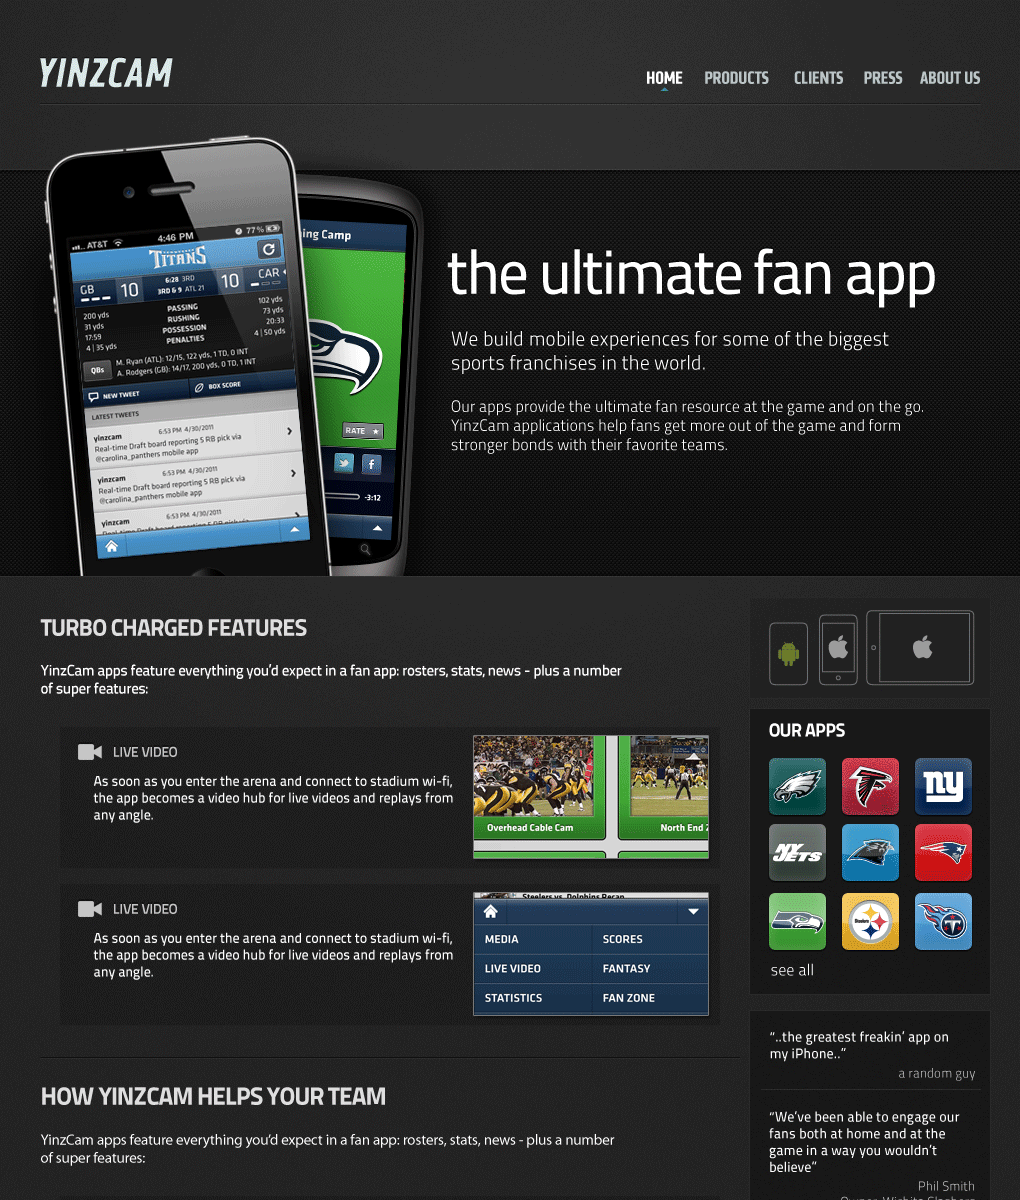 YINZCAM
HOME PRODUCTS CLIENTS PRESS ABOUT US
AT&T 4:46 PM 77%
TITANS
GB 10 6:28 3RD 10 CAR
3RD & 9 ATL 21
200 yds PASSING 102 yds
31 yds RUSHING 73 yds
17:59 POSSESSION 20:33
4 | 35 yds PENALTIES 4 | 50 yds
QBs M. Ryan (ATL): 12/15, 122 yds, 1 TD, 0 INT
A. Rodgers (GB): 14/17, 200 yds, 0 TD, 1 INT
NEW TWEET BOX SCORE
LATEST TWEETS
yinzcam 6:53 PM 4/30/2011
Real-time Draft board reporting 5 RB pick via
@carolina_panthers mobile app
yinzcam 6:53 PM 4/30/2011
Real-time Draft board reporting 5 RB pick via
@carolina_panthers mobile app
yinzcam 6:53 PM 4/30/2011
Real-time Draft board reporting 5 RB pick via
ing Camp
RATE
-3:12
the ultimate fan app
We build mobile experiences for some of the biggest
sports franchises in the world.
Our apps provide the ultimate fan resource at the game and on the go.
YinzCam applications help fans get more out of the game and form
stronger bonds with their favorite teams.
TURBO CHARGED FEATURES
YinzCam apps feature everything you'd expect in a fan app: rosters, stats, news - plus a number
of super features:
LIVE VIDEO
As soon as you enter the arena and connect to stadium wi-fi,
the app becomes a video hub for live videos and replays from
any angle.
Overhead Cable Cam North End
LIVE VIDEO
As soon as you enter the arena and connect to stadium wi-fi,
the app becomes a video hub for live videos and replays from
any angle.
Steelers vs. Dolphins Recap
MEDIA SCORES
LIVE VIDEO FANTASY
STATISTICS FAN ZONE
HOW YINZCAM HELPS YOUR TEAM
YinzCam apps feature everything you'd expect in a fan app: rosters, stats, news - plus a number
of super features:
OUR APPS
ny
NY JETS
Steelers
T
see all
"..the greatest freakin' app on
my iPhone.."
a random guy
"We've been able to engage our
fans both at home and at the
game in a way you wouldn't
believe"
Phil Smith